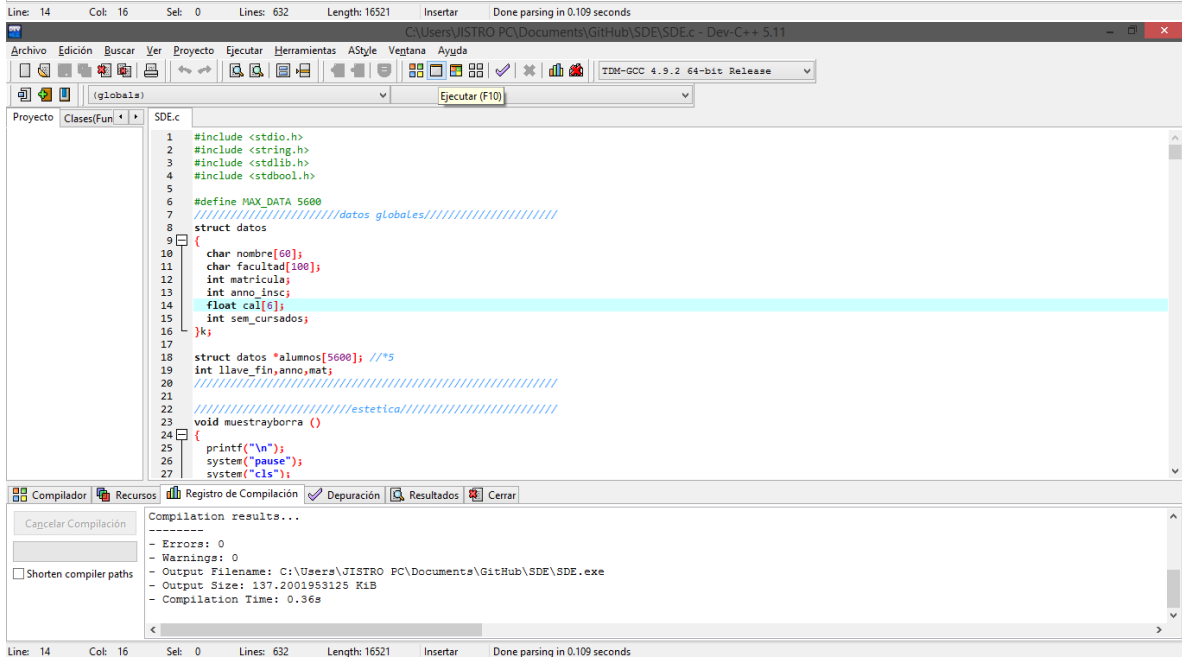 Line: 14 Col: 16 Sel: 0 Lines: 632 Length: 16521 Insertar Done parsing in 0.109 seconds
C:\Users\JISTRO PC\Documents\GitHub\SDE\SDE.c - Dev-C++ 5.11
Archivo Edición Buscar Ver Proyecto Ejecutar Herramientas AStyle Ventana Ayuda
TDM-GCC 4.9.2 64-bit Release
(globals)
Ejecutar (F10)
Proyecto Clases(Fun SDE.c
1 #include <stdio.h>
2 #include <string.h>
3 #include <stdlib.h>
4 #include <stdbool.h>
5
6 #define MAX_DATA 5600
7 ////////////////////////datos globales//////////////////////
8 struct datos
9 {
10 char nombre[60];
11 char facultad[100];
12 int matricula;
13 int anno_insc;
14 float cal[6];
15 int sem_cursados;
16 }k;
17
18 struct datos *alumnos[5600]; //*5
19 int llave_fin,anno,mat;
20 ////////////////////////////////////////////////////////////
21
22 //////////////////////////estetica//////////////////////////
23 void muestrayborra ()
24 {
25 printf("\n");
26 system("pause");
27 system("cls");
Compilador Recursos Registro de Compilación Depuración Resultados Cerrar
Cancelar Compilación
Shorten compiler paths
Compilation results...
--------
- Errors: 0
- Warnings: 0
- Output Filename: C:\Users\JISTRO PC\Documents\GitHub\SDE\SDE.exe
- Output Size: 137.2001953125 KiB
- Compilation Time: 0.36s
Line: 14 Col: 16 Sel: 0 Lines: 632 Length: 16521 Insertar Done parsing in 0.109 seconds